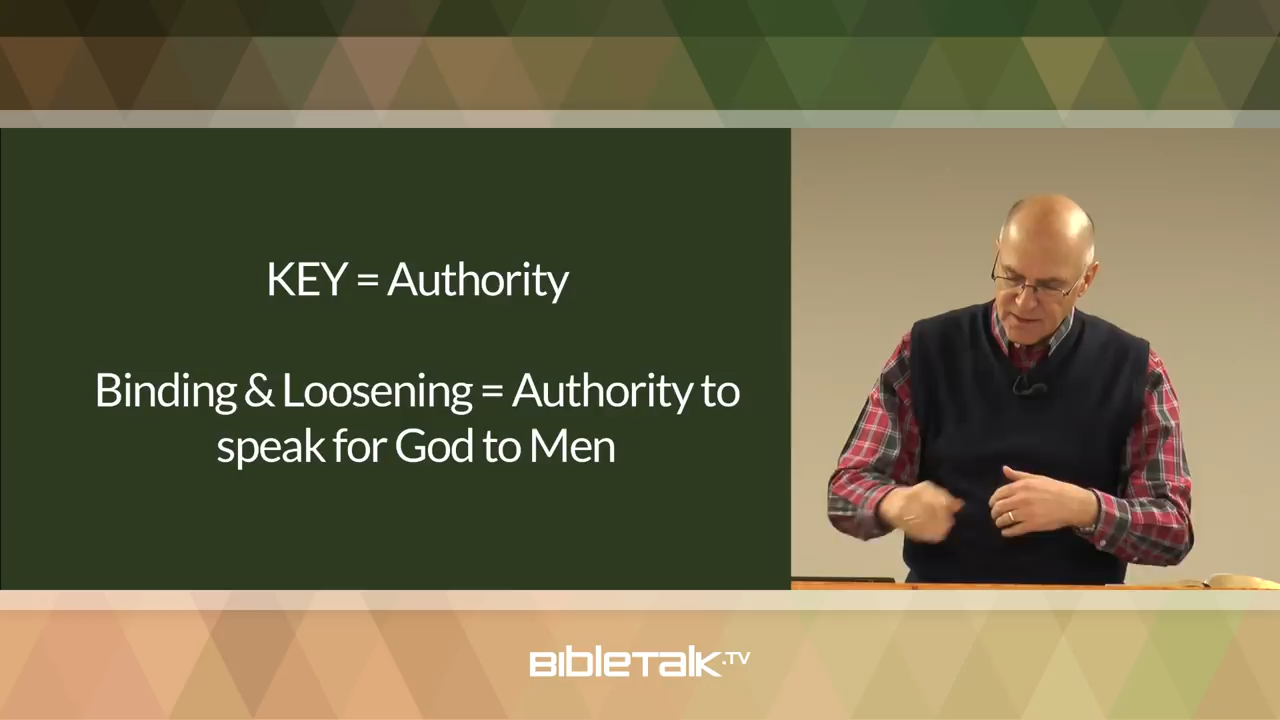 KEY = Authority
Binding & Loosening = Authority to
speak for God to Men
BIBLETALK.TV